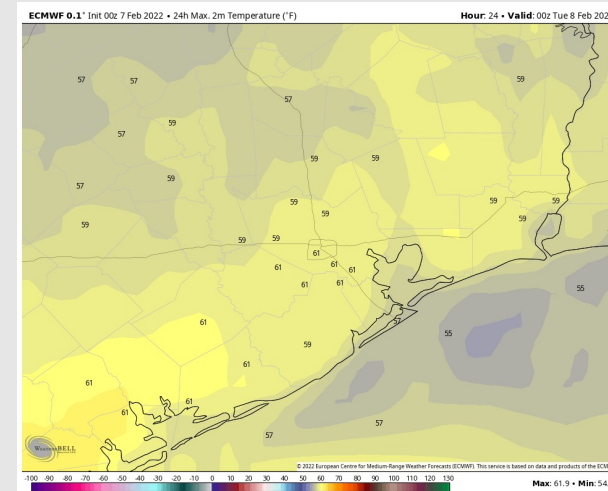 ECMWF 0.1° Init 00z 7 Feb 2022 • 24h Max. 2m Temperature (°F)
Hour: 24 • Valid: 00z Tue 8 Feb 202
57 57 59
57
59
57
59 59
59
57
59 59 59
59 59
59
59 59
61
61 61 61
61 61
55
57
61 55
59
61
61
61
61
57
57
WeatherBELL
© 2022 European Centre for Medium-Range Weather Forecasts (ECMWF). This service is based on data and products of the ECM
-100 -90 -80 -70 -60 -50 -40 -30 -20 -10 0 10 20 30 40 50 60 70 80 90 100 110 120 130
Max: 61.9 • Min: 54